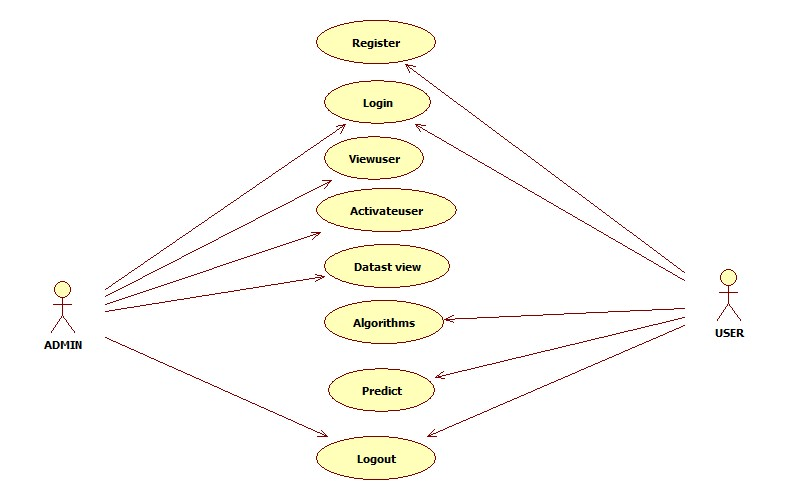 Register
Login
Viewuser
Activateuser
Datast view
Algorithms
Predict
Logout
ADMIN
USER